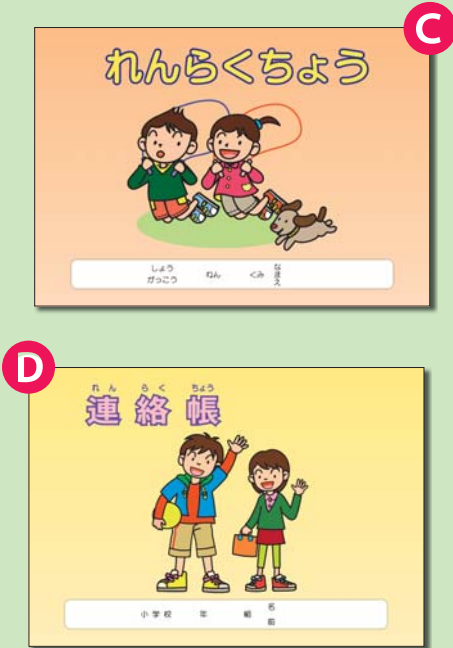 C
れんらくちょう
しょう
がっこう ねん くみ なまえ
D
れん らく ちょう
連絡帳
小学校 年 組 名前